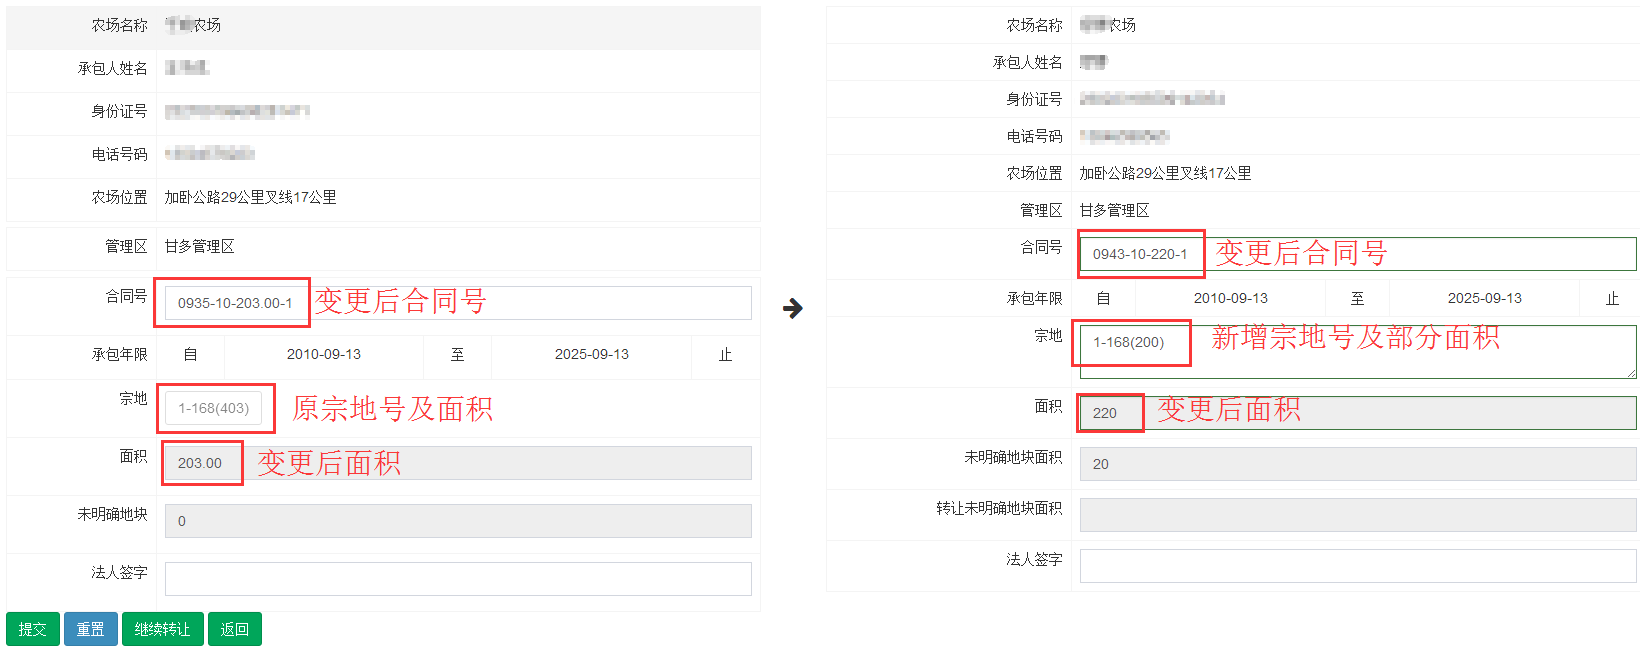 农场名称 农场
承包人姓名
身份证号
电话号码
农场位置 加卧公路29公里叉线17公里
管理区 甘多管理区
合同号 0935-10-203.00-1 变更后合同号
承包年限 自 2010-09-13 至 2025-09-13 止
宗地 1-168(403) 原宗地号及面积
面积 203.00 变更后面积
未明确地块 0
法人签字
提交 重置 继续转让 返回
农场名称 农场
承包人姓名
身份证号
电话号码
农场位置 加卧公路29公里叉线17公里
管理区 甘多管理区
合同号 0943-10-220-1 变更后合同号
承包年限 自 2010-09-13 至 2025-09-13 止
宗地 1-168(200) 新增宗地号及部分面积
面积 220 变更后面积
未明确地块面积 20
转让未明确地块面积
法人签字